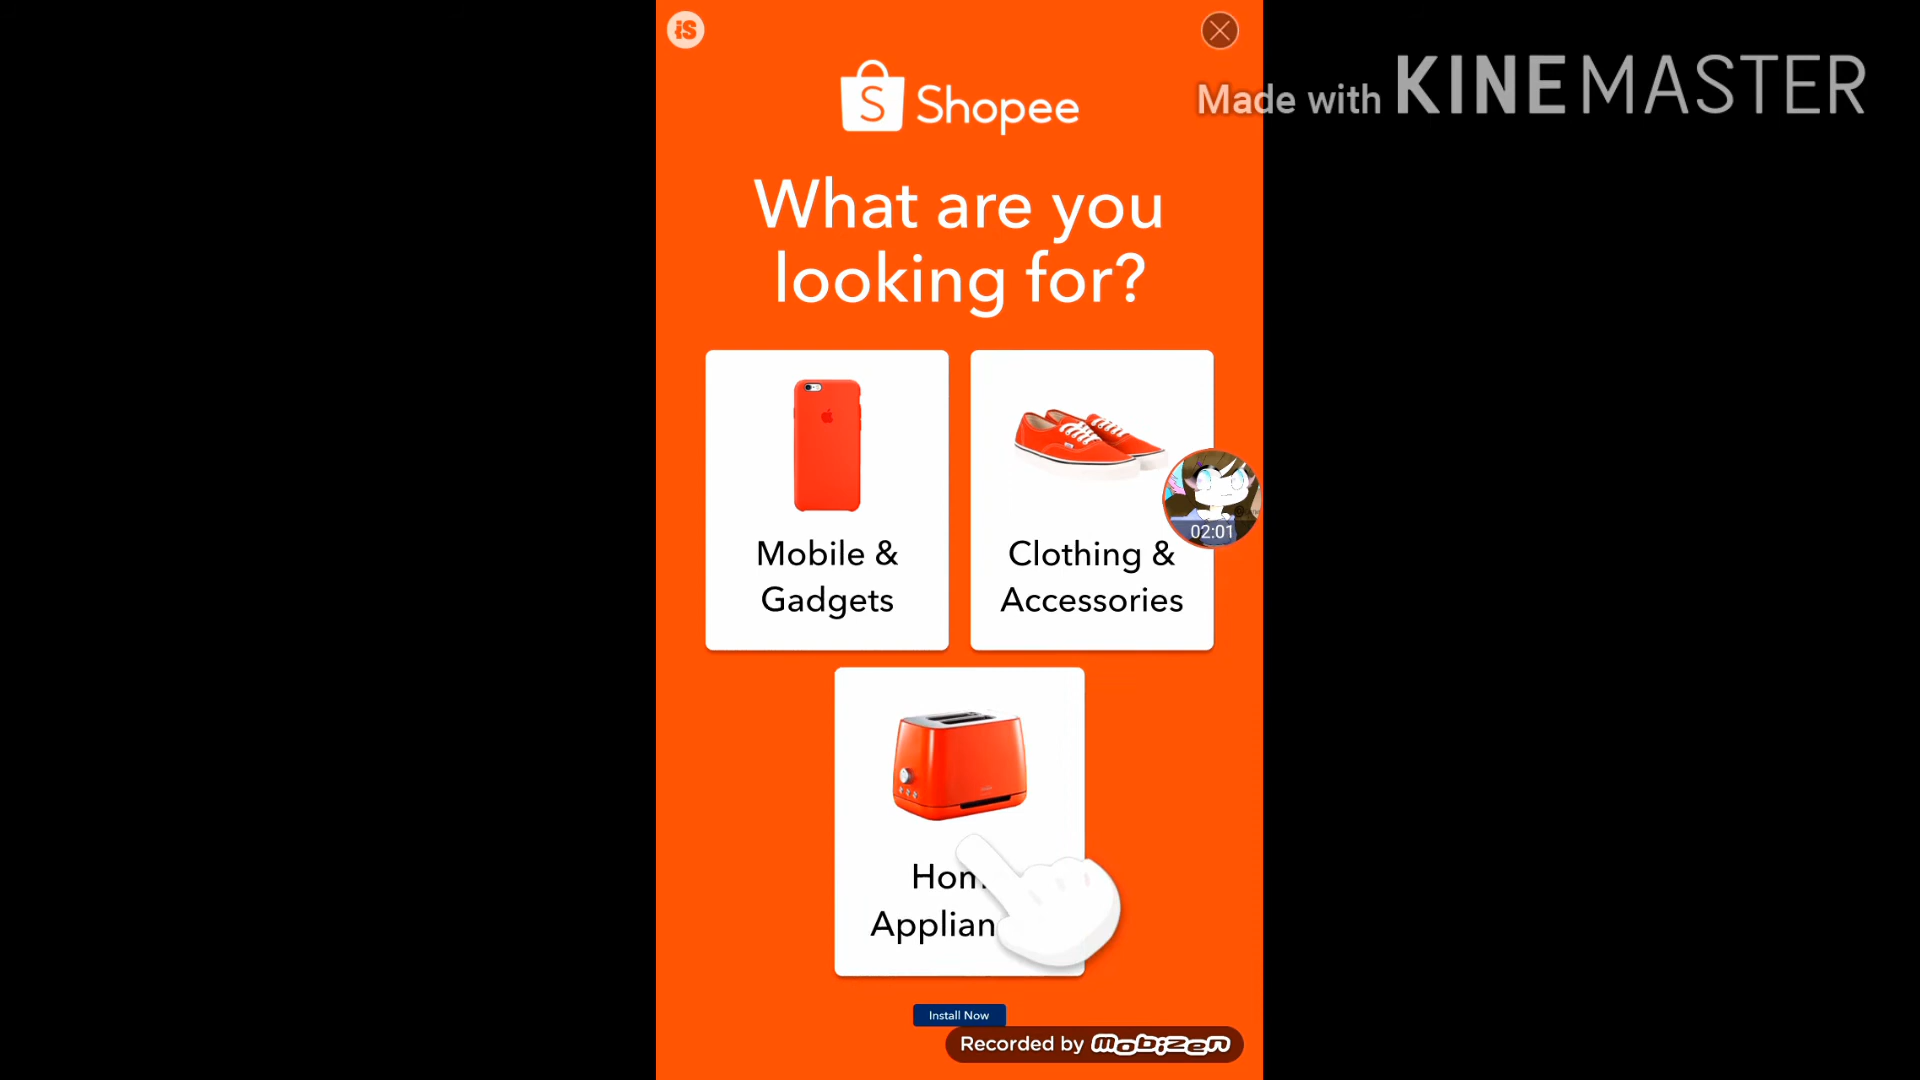 iS
Shopee
Made with KINEMASTER
What are you
looking for?
Mobile &
Gadgets
Clothing &
Accessories
02:01
Install Now
Recorded by mobizen